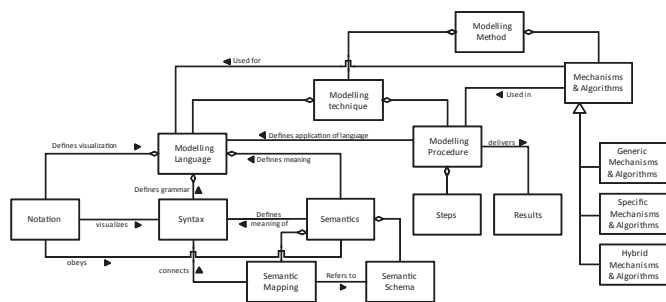 Modelling
Method
Used for
Mechanisms
& Algorithms
Modelling
technique
Used in
Defines visualization
Modelling
Language
Defines application of language
Modelling
Procedure
delivers
Defines meaning
Generic
Mechanisms
& Algorithms
Defines grammar
Notation
visualizes
Syntax
Defines
meaning of
Semantics
Steps
Results
Specific
Mechanisms
& Algorithms
obeys
connects
Semantic
Mapping
Refers to
Semantic
Schema
Hybrid
Mechanisms
& Algorithms